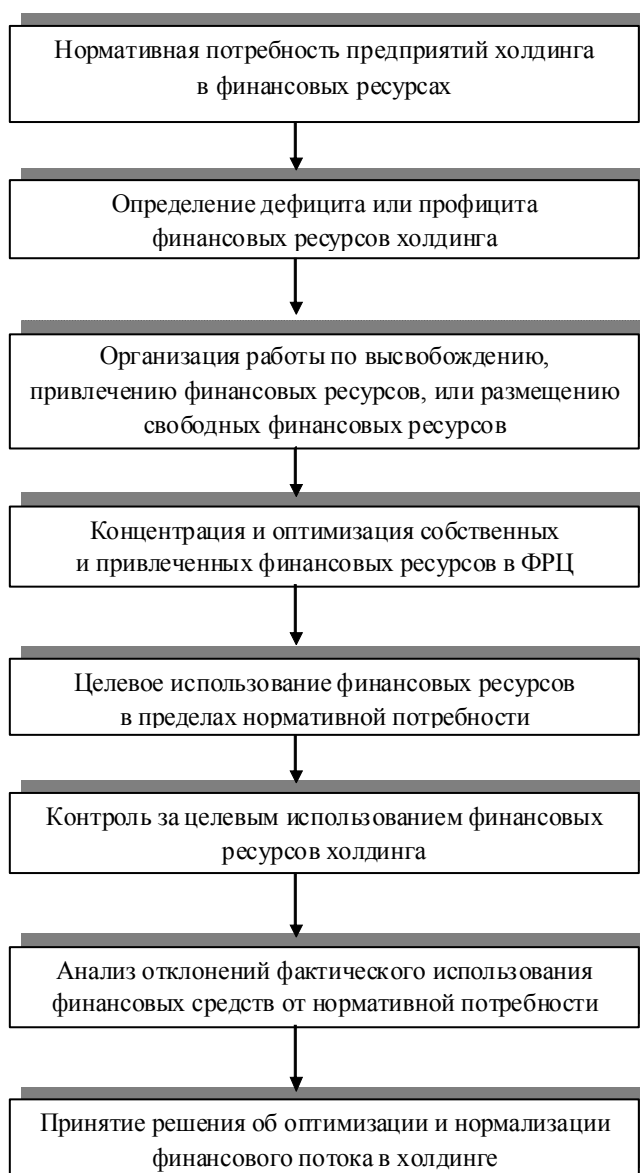 Нормативная потребность предприятий холдинга
в финансовых ресурсах
Определение дефицита или профицита
финансовых ресурсов холдинга
Организация работы по высвобождению,
привлечению финансовых ресурсов, или размещению
свободных финансовых ресурсов
Концентрация и оптимизация собственных
и привлеченных финансовых ресурсов в ФРЦ
Целевое использование финансовых ресурсов
в пределах нормативной потребности
Контроль за целевым использованием финансовых
ресурсов холдинга
Анализ отклонений фактического использования
финансовых средств от нормативной потребности
Принятие решения об оптимизации и нормализации
финансового потока в холдинге